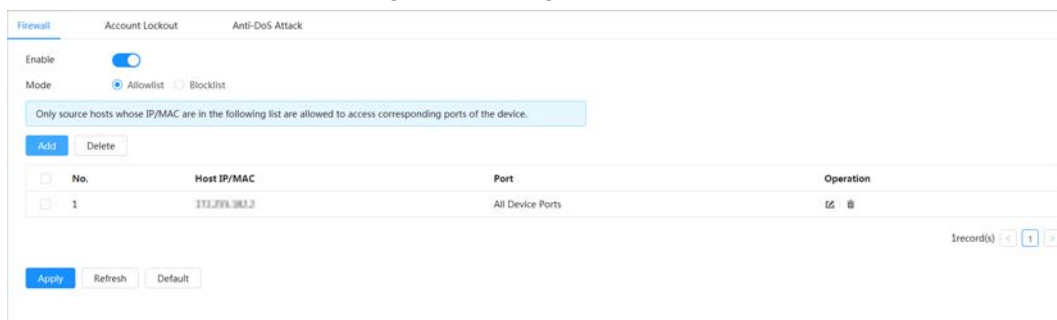 Firewall Account Lockout Anti-DoS Attack
Enable
Mode Allowlist Blocklist
Only source hosts whose IP/MAC are in the following list are allowed to access corresponding ports of the device.
Add Delete
No. Host IP/MAC Port Operation
1 All Device Ports
1record(s) < 1 >
Apply Refresh Default